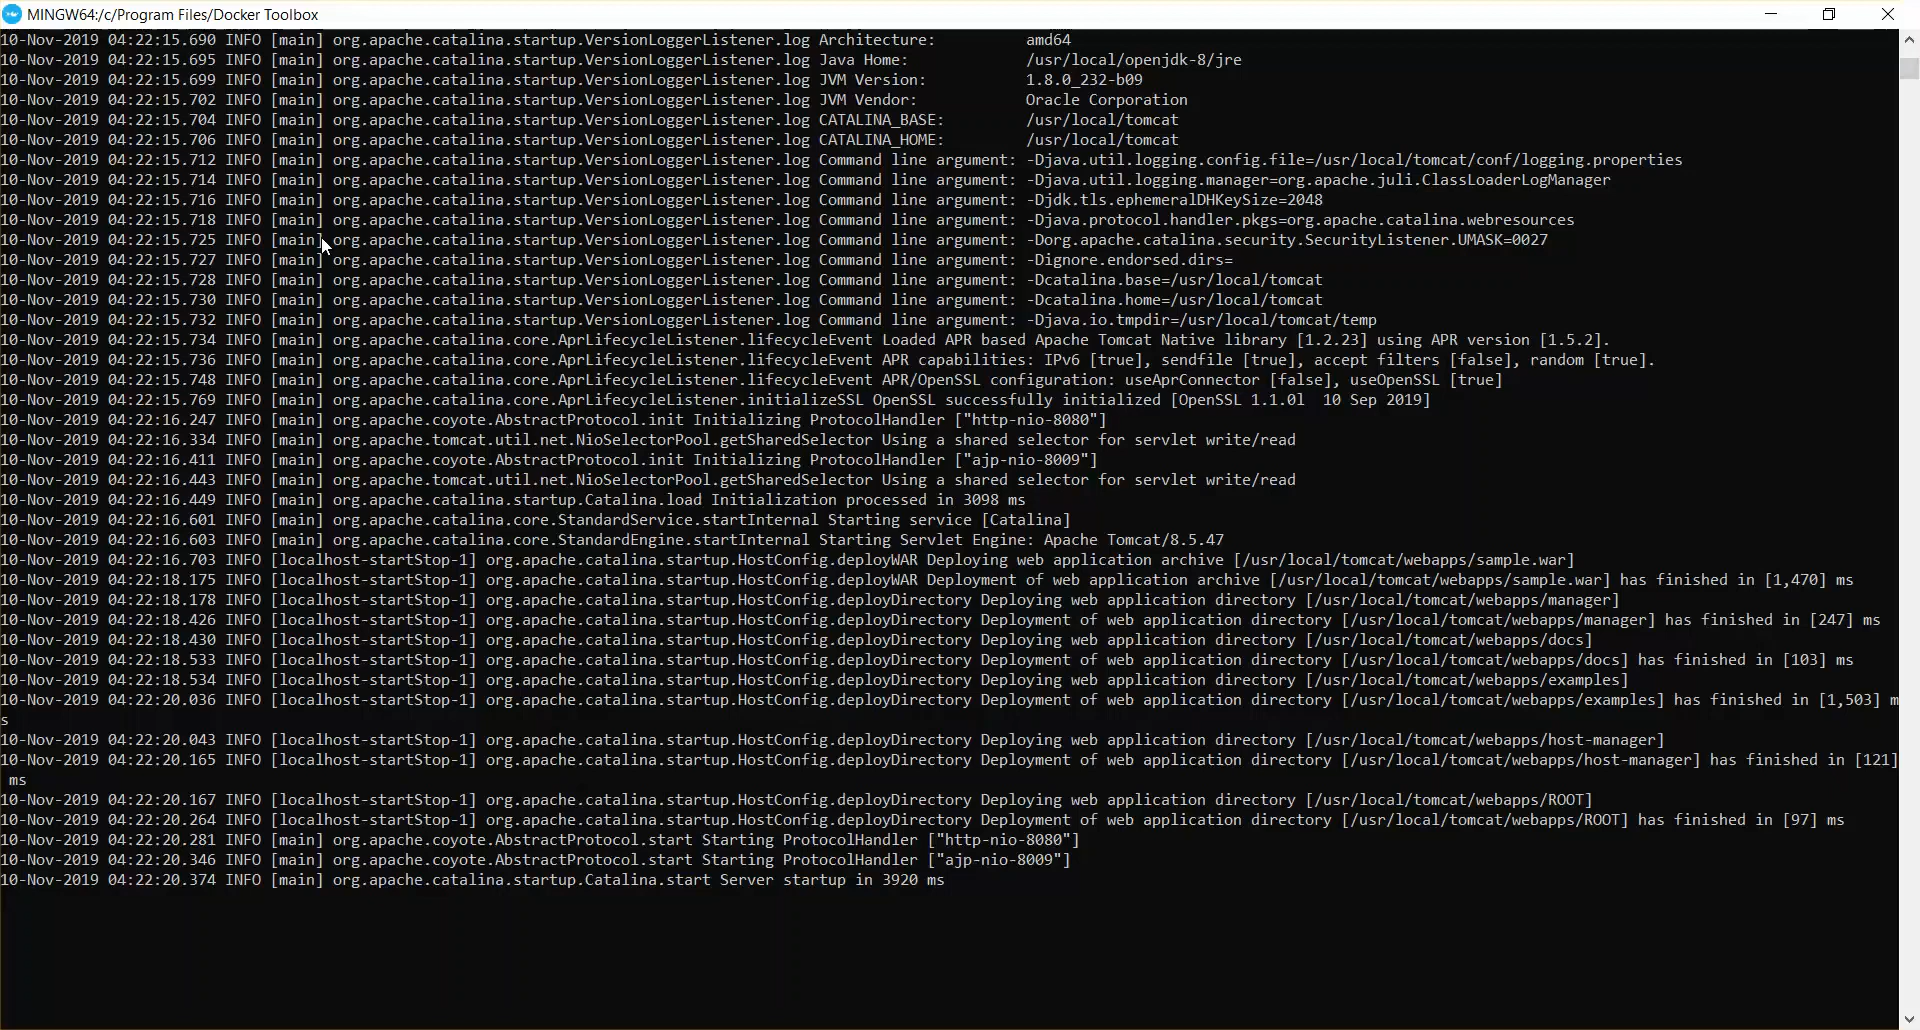 MINGW64:/c/Program Files/Docker Toolbox
10-Nov-2019 04:22:15.690 INFO [main] org.apache.catalina.startup.VersionLoggerListener.log Architecture:          amd64
10-Nov-2019 04:22:15.695 INFO [main] org.apache.catalina.startup.VersionLoggerListener.log Java Home:             /usr/local/openjdk-8/jre
10-Nov-2019 04:22:15.699 INFO [main] org.apache.catalina.startup.VersionLoggerListener.log JVM Version:           1.8.0_232-b09
10-Nov-2019 04:22:15.702 INFO [main] org.apache.catalina.startup.VersionLoggerListener.log JVM Vendor:            Oracle Corporation
10-Nov-2019 04:22:15.704 INFO [main] org.apache.catalina.startup.VersionLoggerListener.log CATALINA_BASE:         /usr/local/tomcat
10-Nov-2019 04:22:15.706 INFO [main] org.apache.catalina.startup.VersionLoggerListener.log CATALINA_HOME:         /usr/local/tomcat
10-Nov-2019 04:22:15.712 INFO [main] org.apache.catalina.startup.VersionLoggerListener.log Command line argument: -Djava.util.logging.config.file=/usr/local/tomcat/conf/logging.properties
10-Nov-2019 04:22:15.714 INFO [main] org.apache.catalina.startup.VersionLoggerListener.log Command line argument: -Djava.util.logging.manager=org.apache.juli.ClassLoaderLogManager
10-Nov-2019 04:22:15.716 INFO [main] org.apache.catalina.startup.VersionLoggerListener.log Command line argument: -Djdk.tls.ephemeralDHKeySize=2048
10-Nov-2019 04:22:15.718 INFO [main] org.apache.catalina.startup.VersionLoggerListener.log Command line argument: -Djava.protocol.handler.pkgs=org.apache.catalina.webresources
10-Nov-2019 04:22:15.725 INFO [main] org.apache.catalina.startup.VersionLoggerListener.log Command line argument: -Dorg.apache.catalina.security.SecurityListener.UMASK=0027
10-Nov-2019 04:22:15.727 INFO [main] org.apache.catalina.startup.VersionLoggerListener.log Command line argument: -Dignore.endorsed.dirs=
10-Nov-2019 04:22:15.728 INFO [main] org.apache.catalina.startup.VersionLoggerListener.log Command line argument: -Dcatalina.base=/usr/local/tomcat
10-Nov-2019 04:22:15.730 INFO [main] org.apache.catalina.startup.VersionLoggerListener.log Command line argument: -Dcatalina.home=/usr/local/tomcat
10-Nov-2019 04:22:15.732 INFO [main] org.apache.catalina.startup.VersionLoggerListener.log Command line argument: -Djava.io.tmpdir=/usr/local/tomcat/temp
10-Nov-2019 04:22:15.734 INFO [main] org.apache.catalina.core.AprLifecycleListener.lifecycleEvent Loaded APR based Apache Tomcat Native library [1.2.23] using APR version [1.5.2].
10-Nov-2019 04:22:15.736 INFO [main] org.apache.catalina.core.AprLifecycleListener.lifecycleEvent APR capabilities: IPv6 [true], sendfile [true], accept filters [false], random [true].
10-Nov-2019 04:22:15.748 INFO [main] org.apache.catalina.core.AprLifecycleListener.lifecycleEvent APR/OpenSSL configuration: useAprConnector [false], useOpenSSL [true]
10-Nov-2019 04:22:15.769 INFO [main] org.apache.catalina.core.AprLifecycleListener.initializeSSL OpenSSL successfully initialized [OpenSSL 1.1.0l  10 Sep 2019]
10-Nov-2019 04:22:16.247 INFO [main] org.apache.coyote.AbstractProtocol.init Initializing ProtocolHandler ["http-nio-8080"]
10-Nov-2019 04:22:16.334 INFO [main] org.apache.tomcat.util.net.NioSelectorPool.getSharedSelector Using a shared selector for servlet write/read
10-Nov-2019 04:22:16.411 INFO [main] org.apache.coyote.AbstractProtocol.init Initializing ProtocolHandler ["ajp-nio-8009"]
10-Nov-2019 04:22:16.443 INFO [main] org.apache.tomcat.util.net.NioSelectorPool.getSharedSelector Using a shared selector for servlet write/read
10-Nov-2019 04:22:16.449 INFO [main] org.apache.catalina.startup.Catalina.load Initialization processed in 3098 ms
10-Nov-2019 04:22:16.601 INFO [main] org.apache.catalina.core.StandardService.startInternal Starting service [Catalina]
10-Nov-2019 04:22:16.603 INFO [main] org.apache.catalina.core.StandardEngine.startInternal Starting Servlet Engine: Apache Tomcat/8.5.47
10-Nov-2019 04:22:16.703 INFO [localhost-startStop-1] org.apache.catalina.startup.HostConfig.deployWAR Deploying web application archive [/usr/local/tomcat/webapps/sample.war]
10-Nov-2019 04:22:18.175 INFO [localhost-startStop-1] org.apache.catalina.startup.HostConfig.deployWAR Deployment of web application archive [/usr/local/tomcat/webapps/sample.war] has finished in [1,470] ms
10-Nov-2019 04:22:18.178 INFO [localhost-startStop-1] org.apache.catalina.startup.HostConfig.deployDirectory Deploying web application directory [/usr/local/tomcat/webapps/manager]
10-Nov-2019 04:22:18.426 INFO [localhost-startStop-1] org.apache.catalina.startup.HostConfig.deployDirectory Deployment of web application directory [/usr/local/tomcat/webapps/manager] has finished in [247] ms
10-Nov-2019 04:22:18.430 INFO [localhost-startStop-1] org.apache.catalina.startup.HostConfig.deployDirectory Deploying web application directory [/usr/local/tomcat/webapps/docs]
10-Nov-2019 04:22:18.533 INFO [localhost-startStop-1] org.apache.catalina.startup.HostConfig.deployDirectory Deployment of web application directory [/usr/local/tomcat/webapps/docs] has finished in [103] ms
10-Nov-2019 04:22:18.534 INFO [localhost-startStop-1] org.apache.catalina.startup.HostConfig.deployDirectory Deploying web application directory [/usr/local/tomcat/webapps/examples]
10-Nov-2019 04:22:20.036 INFO [localhost-startStop-1] org.apache.catalina.startup.HostConfig.deployDirectory Deployment of web application directory [/usr/local/tomcat/webapps/examples] has finished in [1,503] m
s
10-Nov-2019 04:22:20.043 INFO [localhost-startStop-1] org.apache.catalina.startup.HostConfig.deployDirectory Deploying web application directory [/usr/local/tomcat/webapps/host-manager]
10-Nov-2019 04:22:20.165 INFO [localhost-startStop-1] org.apache.catalina.startup.HostConfig.deployDirectory Deployment of web application directory [/usr/local/tomcat/webapps/host-manager] has finished in [121]
ms
10-Nov-2019 04:22:20.167 INFO [localhost-startStop-1] org.apache.catalina.startup.HostConfig.deployDirectory Deploying web application directory [/usr/local/tomcat/webapps/ROOT]
10-Nov-2019 04:22:20.264 INFO [localhost-startStop-1] org.apache.catalina.startup.HostConfig.deployDirectory Deployment of web application directory [/usr/local/tomcat/webapps/ROOT] has finished in [97] ms
10-Nov-2019 04:22:20.281 INFO [main] org.apache.coyote.AbstractProtocol.start Starting ProtocolHandler ["http-nio-8080"]
10-Nov-2019 04:22:20.346 INFO [main] org.apache.coyote.AbstractProtocol.start Starting ProtocolHandler ["ajp-nio-8009"]
10-Nov-2019 04:22:20.374 INFO [main] org.apache.catalina.startup.Catalina.start Server startup in 3920 ms